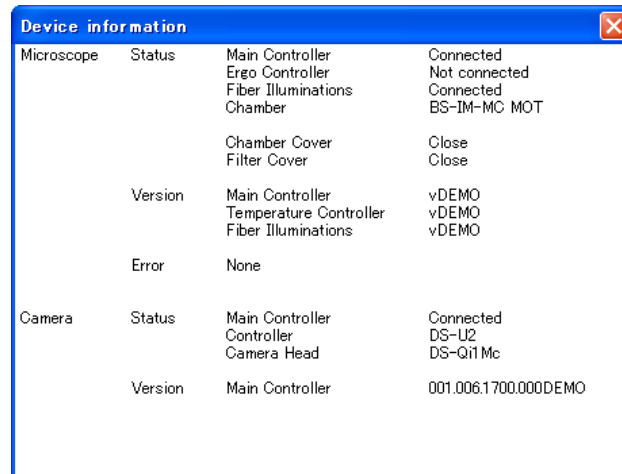 Device information
Microscope Status Main Controller Connected
Ergo Controller Not connected
Fiber Illuminations Connected
Chamber BS-IM-MC MOT
Chamber Cover Close
Filter Cover Close
Version Main Controller vDEMO
Temperature Controller vDEMO
Fiber Illuminations vDEMO
Error None
Camera Status Main Controller Connected
Controller DS-U2
Camera Head DS-Qi1Mc
Version Main Controller 001.006.1700.000DEMO